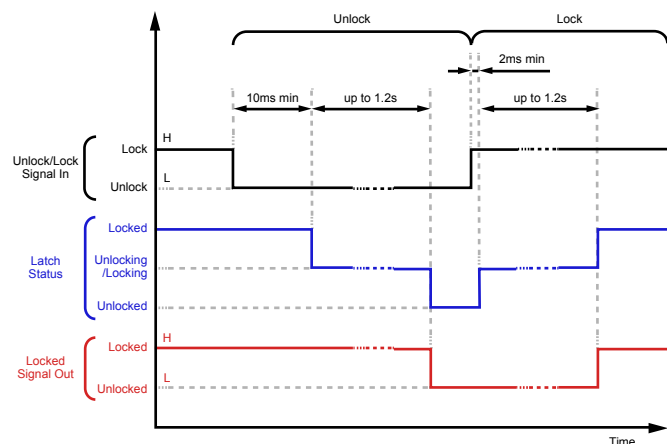 Unlock
Lock
2ms min
10ms min
up to 1.2s
up to 1.2s
Unlock/Lock
Signal In
H
Lock
L
Unlock
Latch
Status
Locked
Unlocking
/Locking
Unlocked
Locked
Signal Out
H
Locked
L
Unlocked
Time